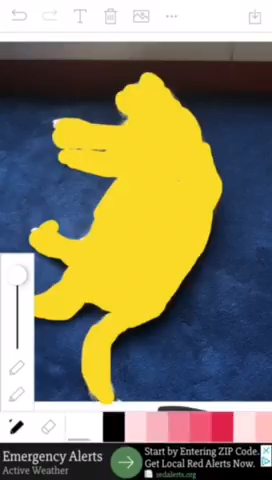 T
Emergency Alerts
Active Weather
Start by Entering ZIP Code.
Get Local Red Alerts Now.
redalerts.org